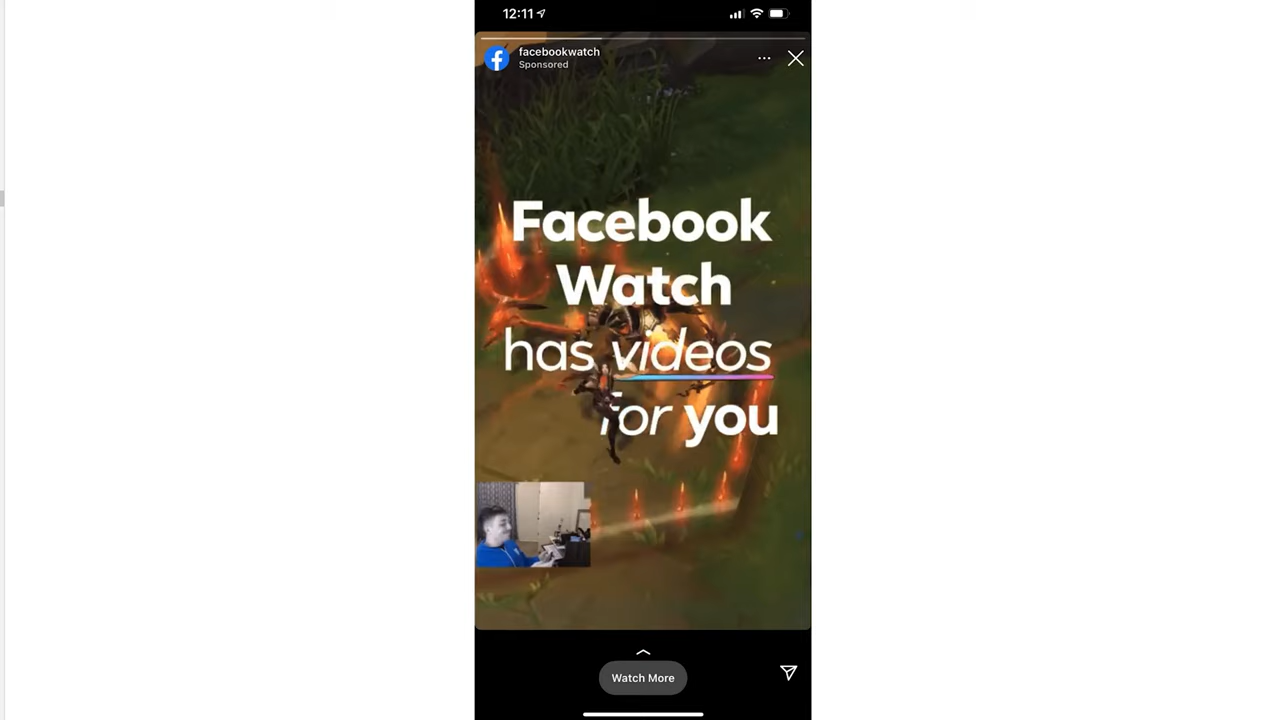 12:11
facebookwatch
Sponsored
Facebook
Watch
has videos
for you
Watch More